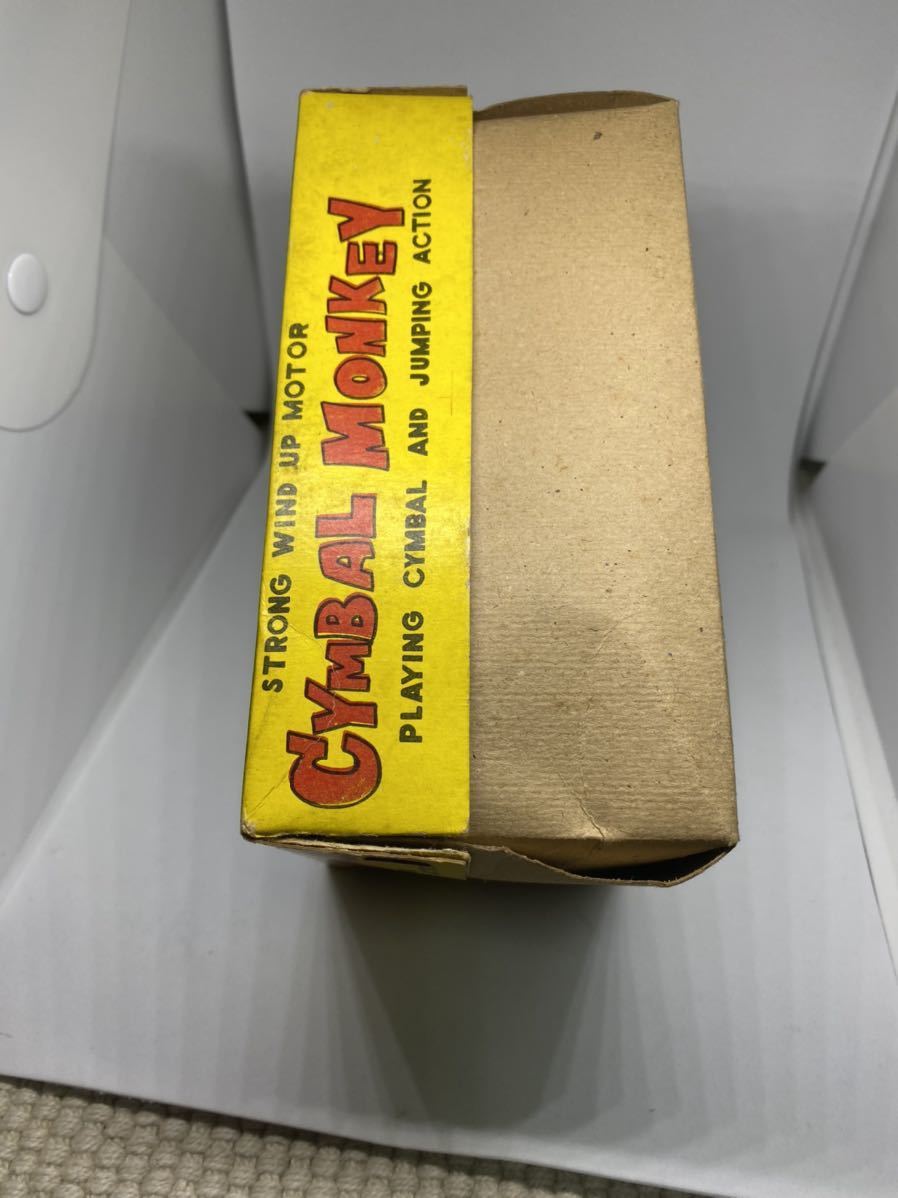 STRONG WIND UP MOTOR
CYMBAL MONKEY
PLAYING CYMBAL AND JUMPING ACTION